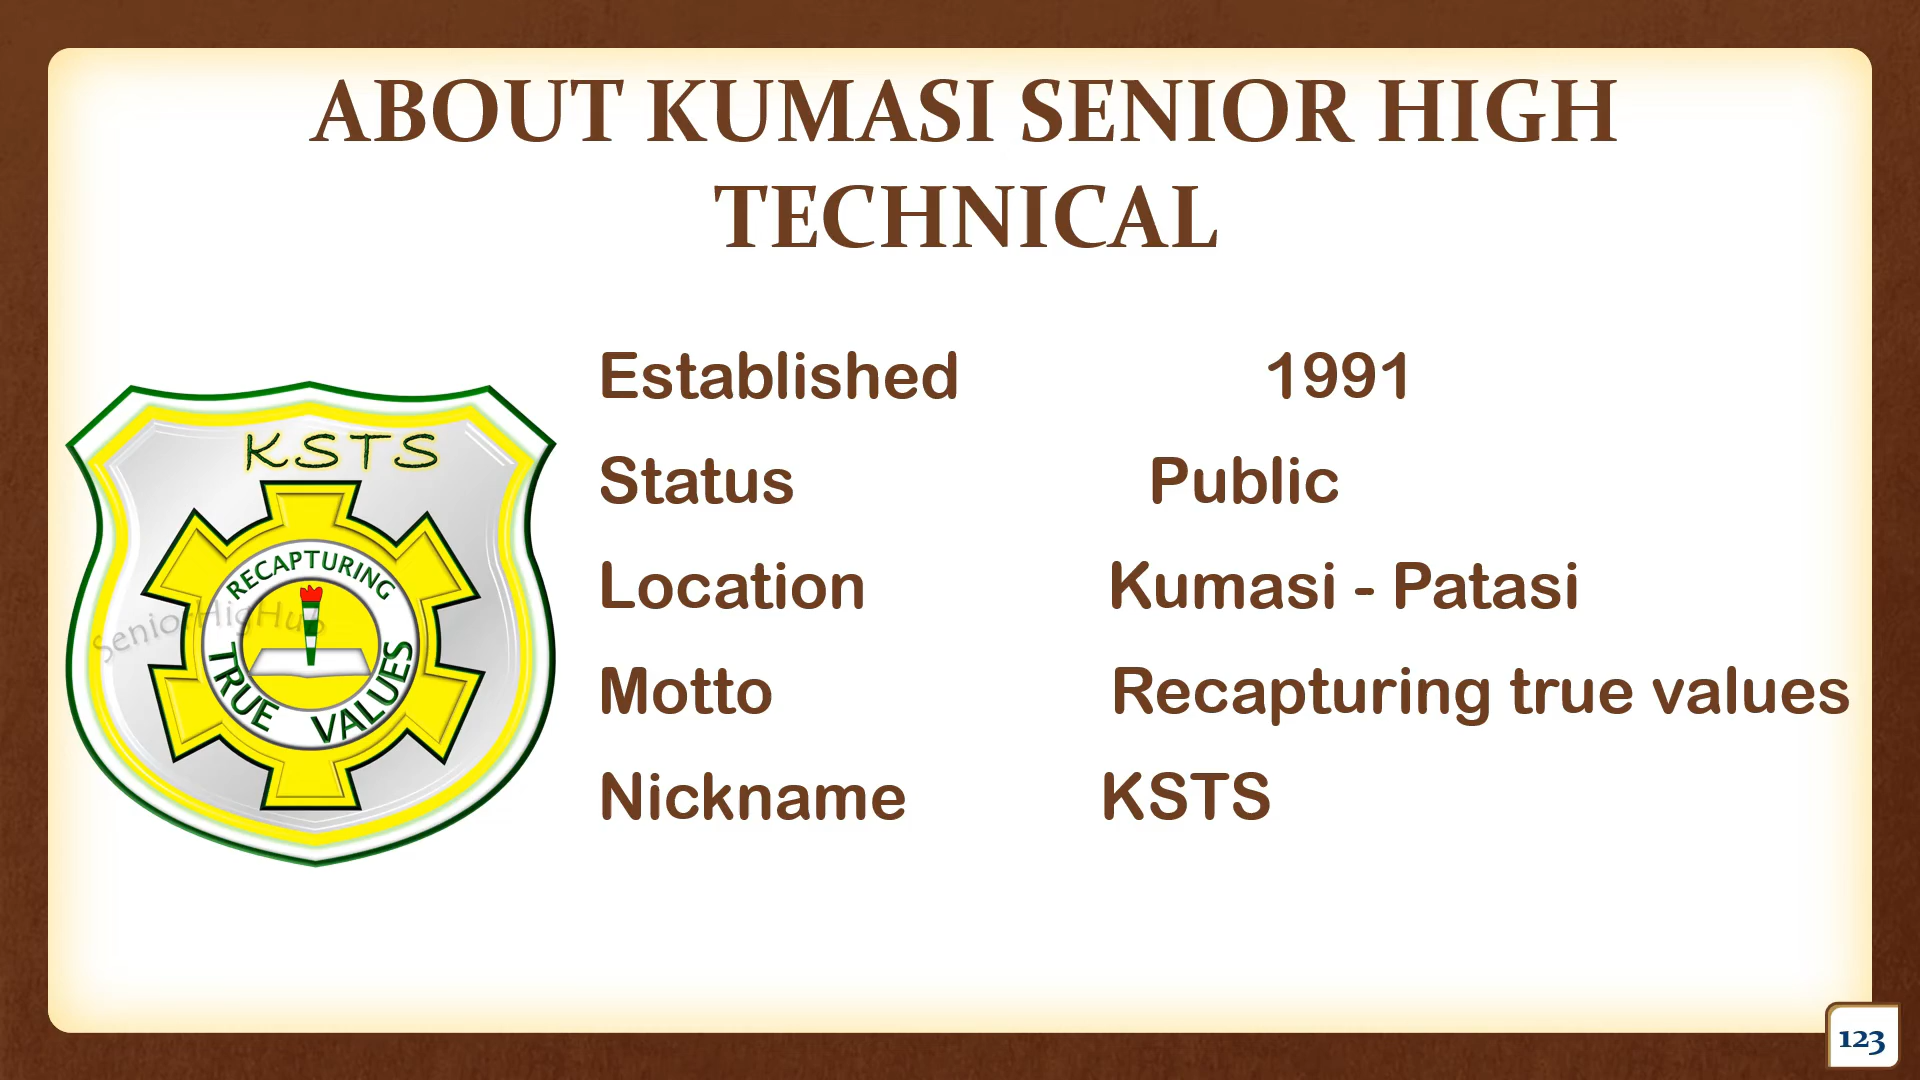 ABOUT KUMASI SENIOR HIGH
TECHNICAL
Established 1991
Status Public
Location Kumasi - Patasi
Motto Recapturing true values
Nickname KSTS
KSTS
RECAPTURING
TRUE VALUES
SeniorHigHub
123